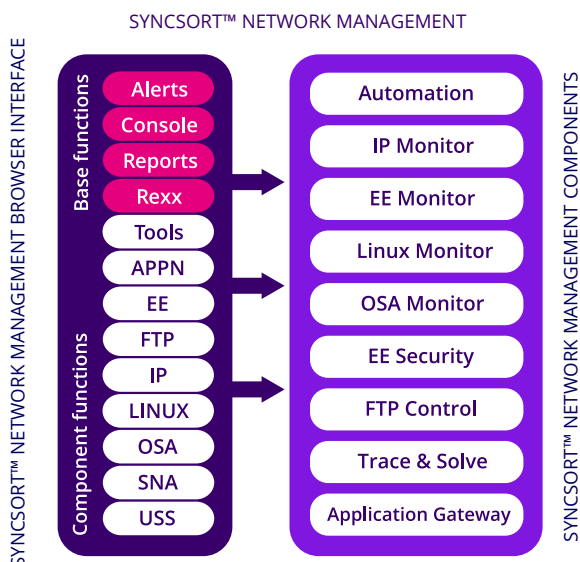 SYNCSORT™ NETWORK MANAGEMENT
SYNCSORT™ NETWORK MANAGEMENT BROWSER INTERFACE
Base functions
Alerts
Console
Reports
Rexx
Component functions
Tools
APPN
EE
FTP
IP
LINUX
OSA
SNA
USS
Automation
IP Monitor
EE Monitor
Linux Monitor
OSA Monitor
EE Security
FTP Control
Trace & Solve
Application Gateway
SYNCSORT™ NETWORK MANAGEMENT COMPONENTS